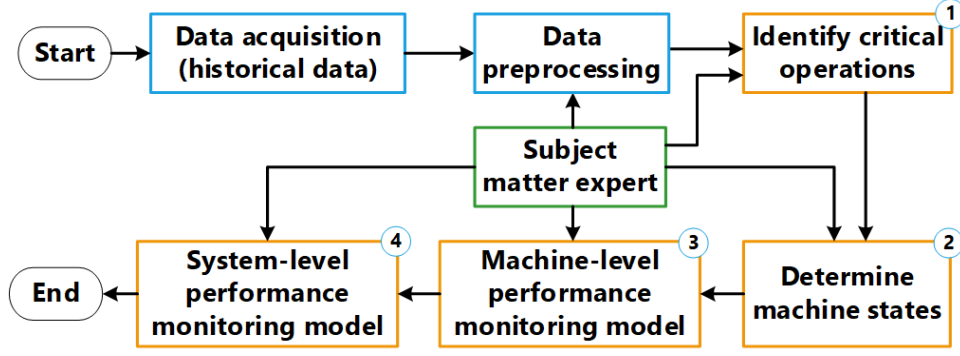 Start
Data acquisition
(historical data)
Data
preprocessing
1
Identify critical
operations
Subject
matter expert
4
System-level
performance
monitoring model
3
Machine-level
performance
monitoring model
2
Determine
machine states
End